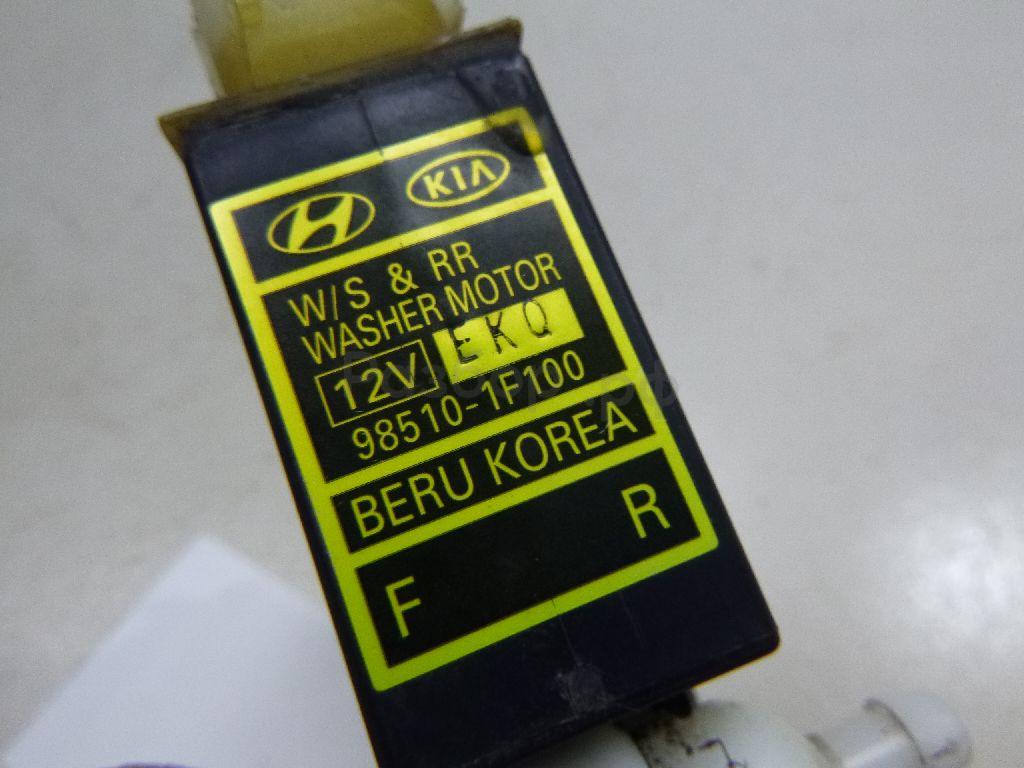 KIA
W/S & RR
WASHER MOTOR
12V EKQ
98510-1F100
BERU KOREA
F R